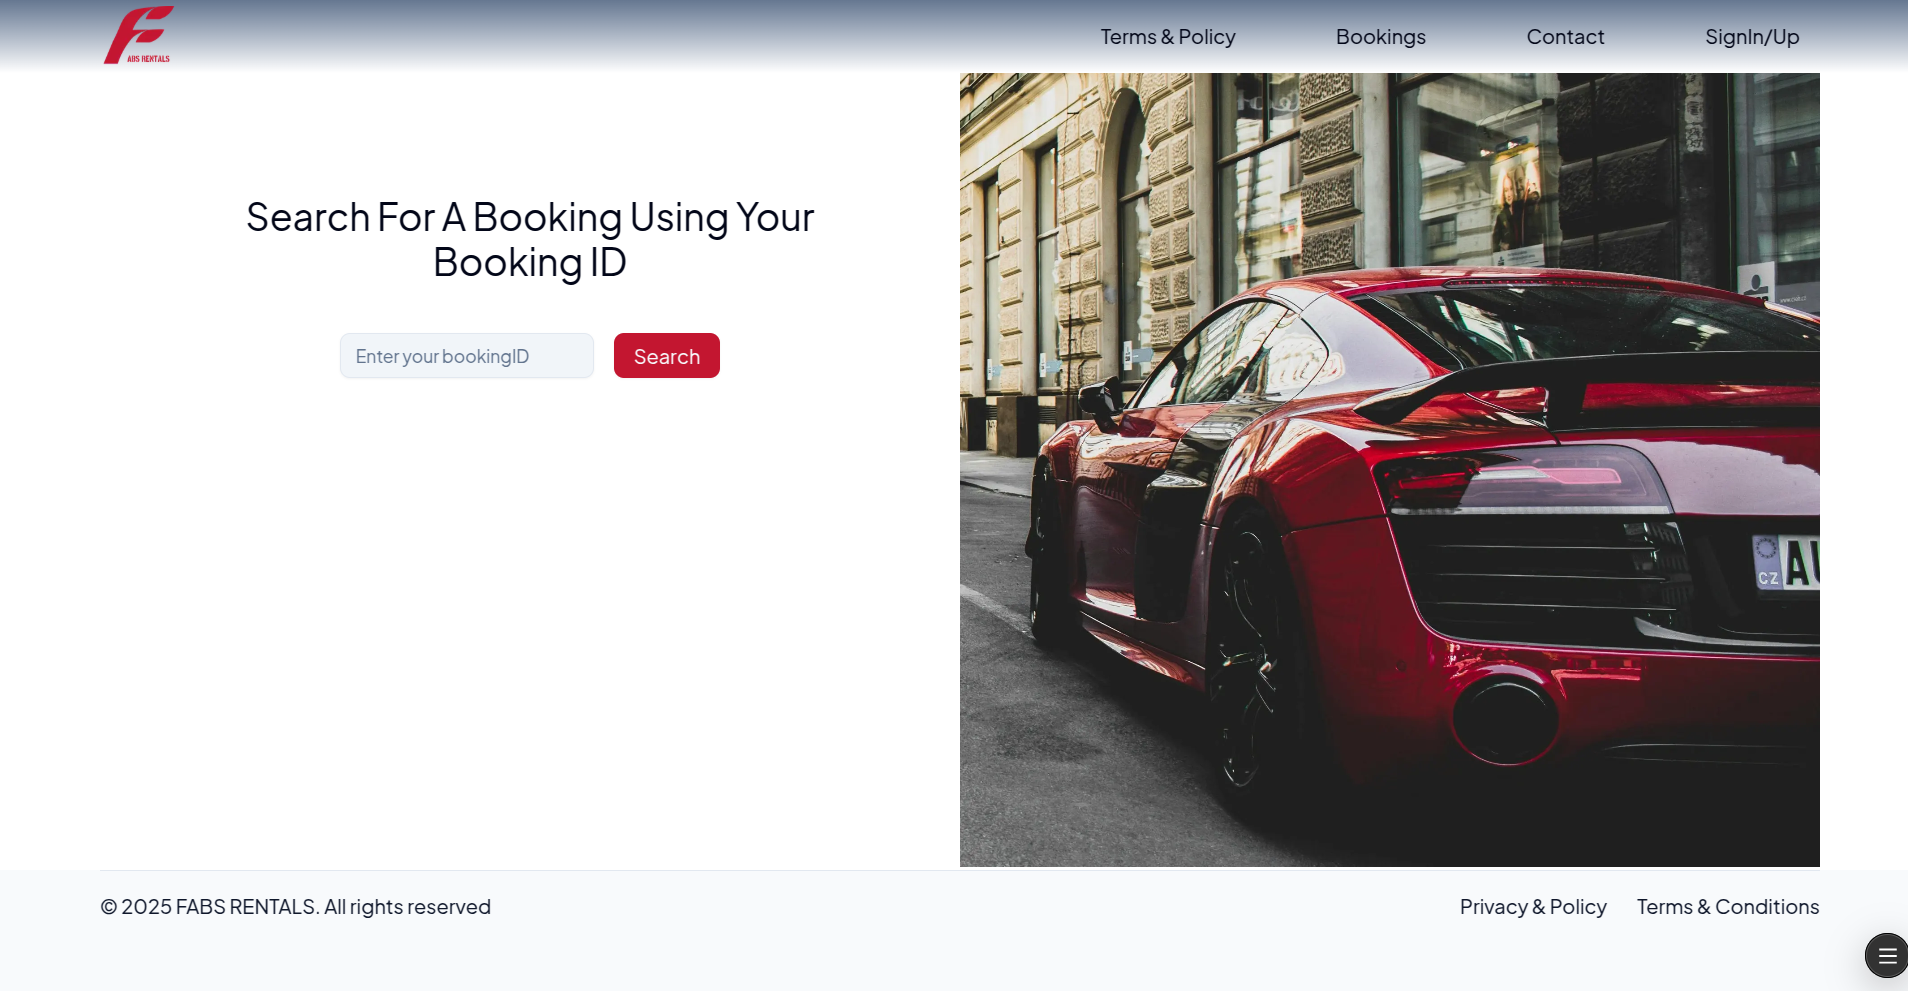 ABS RENTALS
Terms & Policy
Bookings
Contact
SignIn/Up
Search For A Booking Using Your
Booking ID
Enter your bookingID
Search
CZ
© 2025 FABS RENTALS. All rights reserved
Privacy & Policy
Terms & Conditions